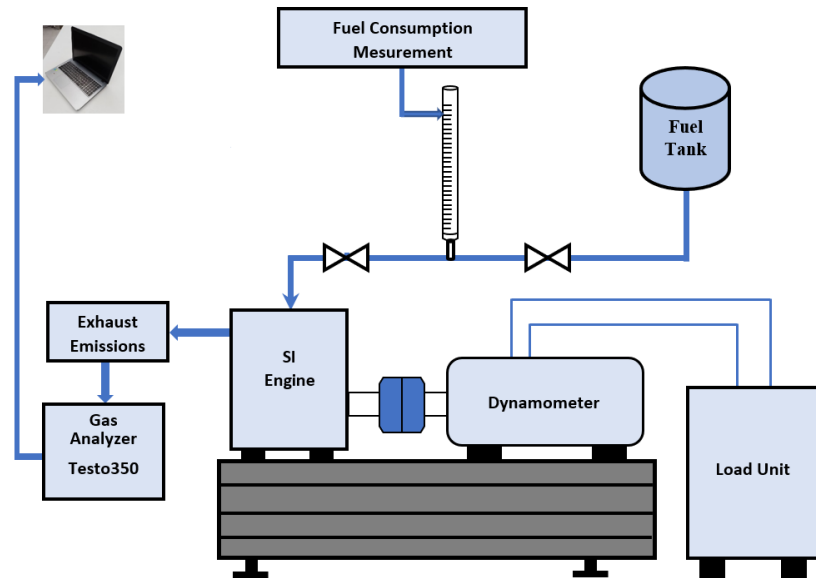 Fuel Consumption
Mesurement
Fuel
Tank
Exhaust
Emissions
SI
Engine
Dynamometer
Gas
Analyzer
Testo350
Load Unit